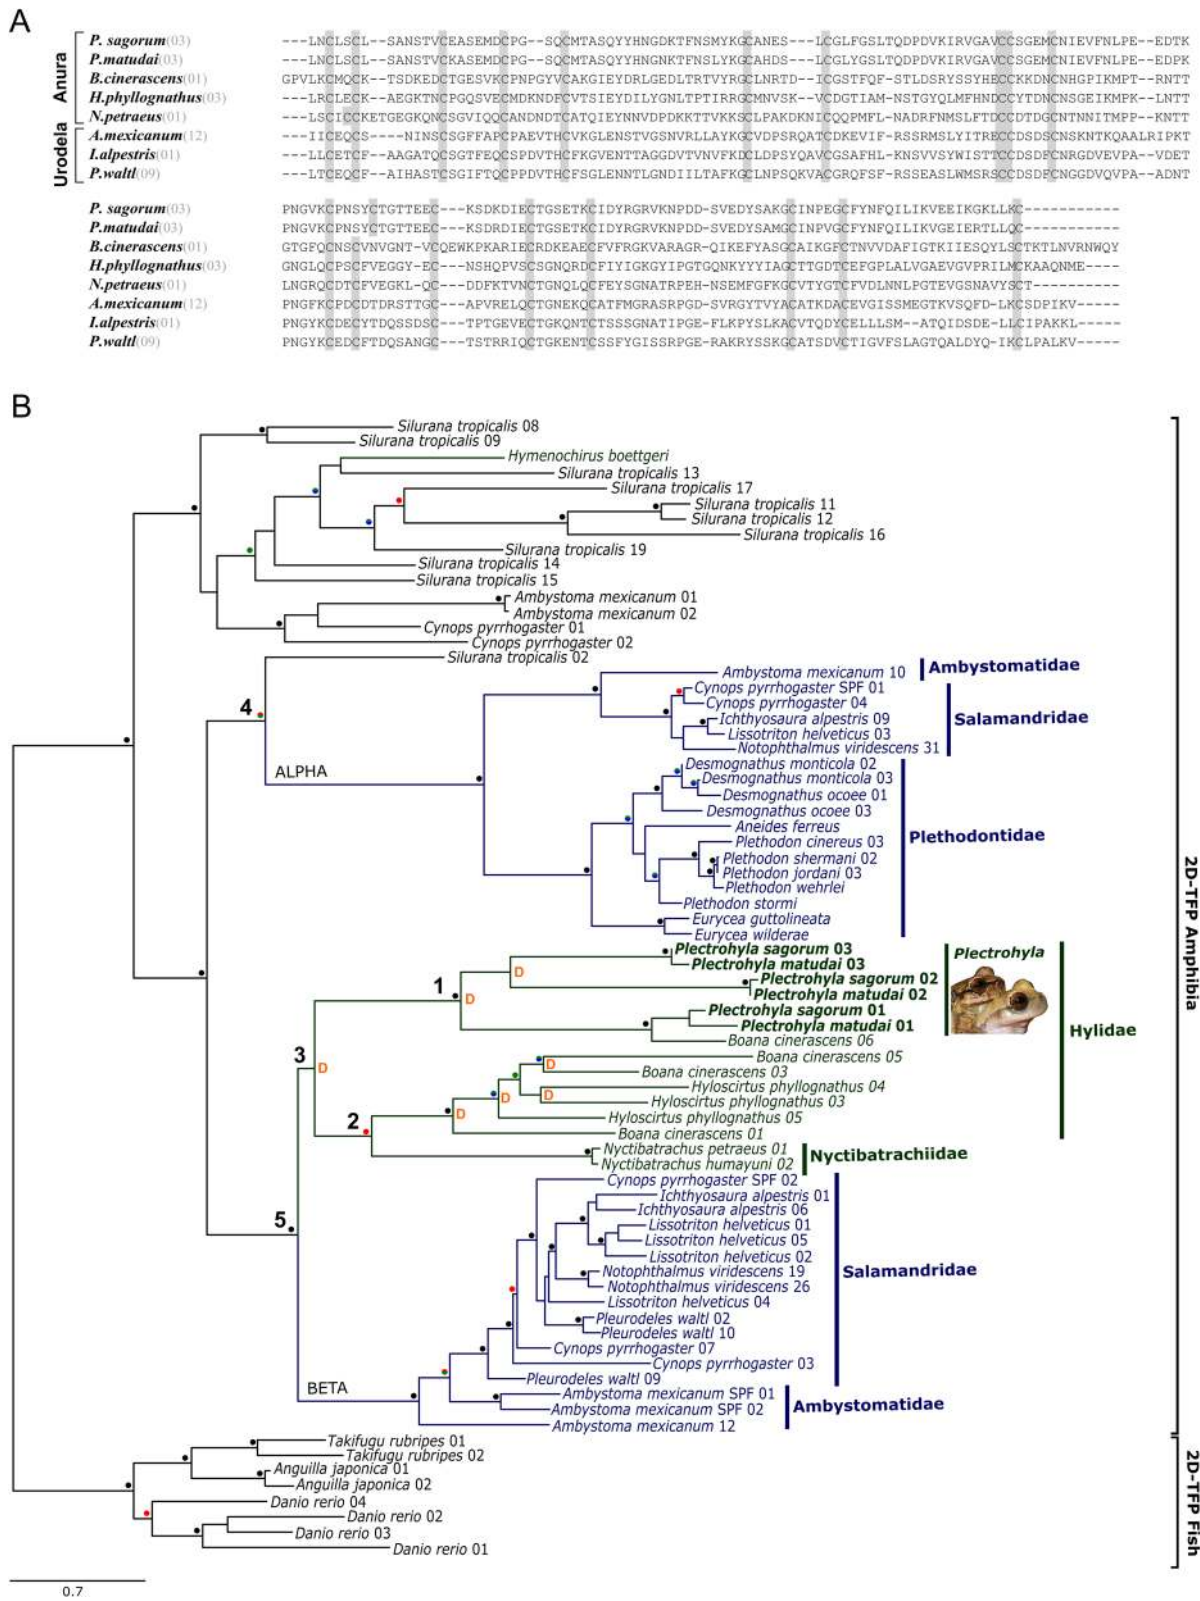 A
Anura
Urodela
P. sagorum(03) ---LNCLSCL--SANSTVCEASEMDCPG--SQCMTASQYYHNGDKTFNSMYKGCANES---LCGLFGSLTQDPDVKIRVGAVCCSGEMCNIEVFNLPE--EDTK
P.matudai(03) ---LKCLSCL--SANSTVCEASEMDCPG--SQCMTASQYYHNGNKTFNSLYKGCAHDS---LCGLFGSLTQDPDVKIRVGAVCCSGEMCNIEVFNLPE--EDPK
B.cinerascens(01) GPVLKCMQCK--TSDKEDCTGESVKCPNPGYVCAKGIEYDRLGEDLTRTVYRGCLNRTD--ICGSTFQF-STLDSRYSSYHECCKKDNCNHGPIKMPT-RNTT
H.phyllognathus(03) ---LRCLECK--AEGKTNCPGQSVECMDKNDFCVTSIEYDILYGNLTPTIRRGCMNVSK--VCDGTIAM-NSTGYQLMFHNDCCYTDNCNSGEIKMPK-LNTT
N.petraeus(01) ---LSCICCKETGEGKQNCSGVIQQCANDNDTCATQIEYNNVDPDKKTTVKKSCLPAKDKNICQQPMFL-NADRFNMSLFTDCCDTDGCNTNNITMPP-KNTT
A.mexicanum(12) ---IICEQCS---NINSCSGFFAPCPAEVTHCVKGLENSTVGSNVRLLAYKGCVDPSRQATCDKEVIF-RSSRMSLYITRECCSDSDCNSKNTKQAALRIPKT
I.alpestris(01) ---LLCETCF--AAGATQCSGTFEQCSPDVTHCFKGVENTTAGGDVTVNVFKDCLDPSYQAVCGSAFHL-KNSVVSYWISTTCCDSDFCNRGDVEVPA-VDET
P.waltl(09) ---LTCEQCF--AIHASTCSGIFTQCPPDVTHCFSGLENNTLGNDIILTAFKGCLNPSQKVACGRQFSF-RSSEASLWMSRSCCDSDFCNGGDVQVPA-ADNT
P. sagorum(03) PNGVKCPNSYCTGTTEEC---KSDKDIECTGSETKCIDYRGRVKNPDD-SVEDYSAKGCINPEGCFYNFQILIKVEEIKGKLLKC-----------
P.matudai(03) PNGVKCPNSYCTGTTEEC---KSDRDIECTGSETKCIDYRGRVKNPDD-SVEDYSAMGCINPVGCFYNFQILIKVGEIERTLLQC-----------
B.cinerascens(01) GTGFQCNSCVNVGNT-VCQEWKPKARIECRDKEAECFVFRGKVARAGR-QIKEFYASGCAIKGFCTNVVDAFIGTKIIESQYLSCTKTLNVRNWQY
H.phyllognathus(03) GNGLQCPSCFVEGGY-EC---NSHQPVSCSGNQRDCFIYIGKGYIPGTGQNKYYYIAGCTTGDTCEFGPLALVGAEVGVPRILMCKAAQNME----
N.petraeus(01) LNGRQCDTCFVEGKL-QC---DDFKTVNCTGNQLQCFEYSGNATRPEH-NSEMFGFKGCVTYGTCFVDLNNLPGTEVGSNAVYSCT----------
A.mexicanum(12) PNGFKCPDCDTDRSTTGC---APVRELQCTGNEKQCATFMGRASRPGD-SVRGYTVYACATKDACEVGISSMEGTKVSQFD-LKCSDPIKV-----
I.alpestris(01) PNGYKCDECYTDQSSDSC---TPTGEVECTGKQNTCTSSSGNATIPGE-FLKPYSLKACVTQDYCELLLSM-ATQIDSDE-LLCIPAKKL-----
P.waltl(09) PNGYKCEDCFTDQSANGC---TSTRRIQCTGKENTCSSFYGISSRPGE-RAKRYSSKGCATSDVCTIGVFSLAGTQALDYQ-IKCLPALKV-----
B
Silurana tropicalis 08
Silurana tropicalis 09
Hymenochirus boettgeri
Silurana tropicalis 13
Silurana tropicalis 17
Silurana tropicalis 11
Silurana tropicalis 12
Silurana tropicalis 16
Silurana tropicalis 19
Silurana tropicalis 14
Silurana tropicalis 15
Ambystoma mexicanum 01
Ambystoma mexicanum 02
Cynops pyrrhogaster 01
Cynops pyrrhogaster 02
Silurana tropicalis 02
4
ALPHA
Ambystoma mexicanum 10
Ambystomatidae
Cynops pyrrhogaster SPF 01
Cynops pyrrhogaster 04
Ichthyosaura alpestris 09
Lissotriton helveticus 03
Notophthalmus viridescens 31
Salamandridae
Desmognathus monticola 02
Desmognathus monticola 03
Desmognathus ocoee 01
Desmognathus ocoee 03
Aneides ferreus
Plethodon cinereus 03
Plethodon shermani 02
Plethodon jordani 03
Plethodon wehrlei
Plethodon stormi
Eurycea guttolineata
Eurycea wilderae
Plethodontidae
2D-TFP Amphibia
Plectrohyla sagorum 03
Plectrohyla matudai 03
Plectrohyla sagorum 02
Plectrohyla matudai 02
Plectrohyla sagorum 01
Plectrohyla matudai 01
Plectrohyla
1
D
D
Boana cinerascens 06
Hylidae
3
D
Boana cinerascens 05
Boana cinerascens 03
Hyloscirtus phyllognathus 04
Hyloscirtus phyllognathus 03
Hyloscirtus phyllognathus 05
Boana cinerascens 01
D
D
D
D
2
Nyctibatrachus petraeus 01
Nyctibatrachus humayuni 02
Nyctibatrachiidae
5
Cynops pyrrhogaster SPF 02
Ichthyosaura alpestris 01
Ichthyosaura alpestris 06
Lissotriton helveticus 01
Lissotriton helveticus 05
Lissotriton helveticus 02
Notophthalmus viridescens 19
Notophthalmus viridescens 26
Lissotriton helveticus 04
Pleurodeles waltl 02
Pleurodeles waltl 10
Cynops pyrrhogaster 07
Cynops pyrrhogaster 03
Pleurodeles waltl 09
Salamandridae
BETA
Ambystoma mexicanum SPF 01
Ambystoma mexicanum SPF 02
Ambystoma mexicanum 12
Ambystomatidae
Takifugu rubripes 01
Takifugu rubripes 02
Anguilla japonica 01
Anguilla japonica 02
Danio rerio 04
Danio rerio 02
Danio rerio 03
Danio rerio 01
2D-TFP Fish
0.7